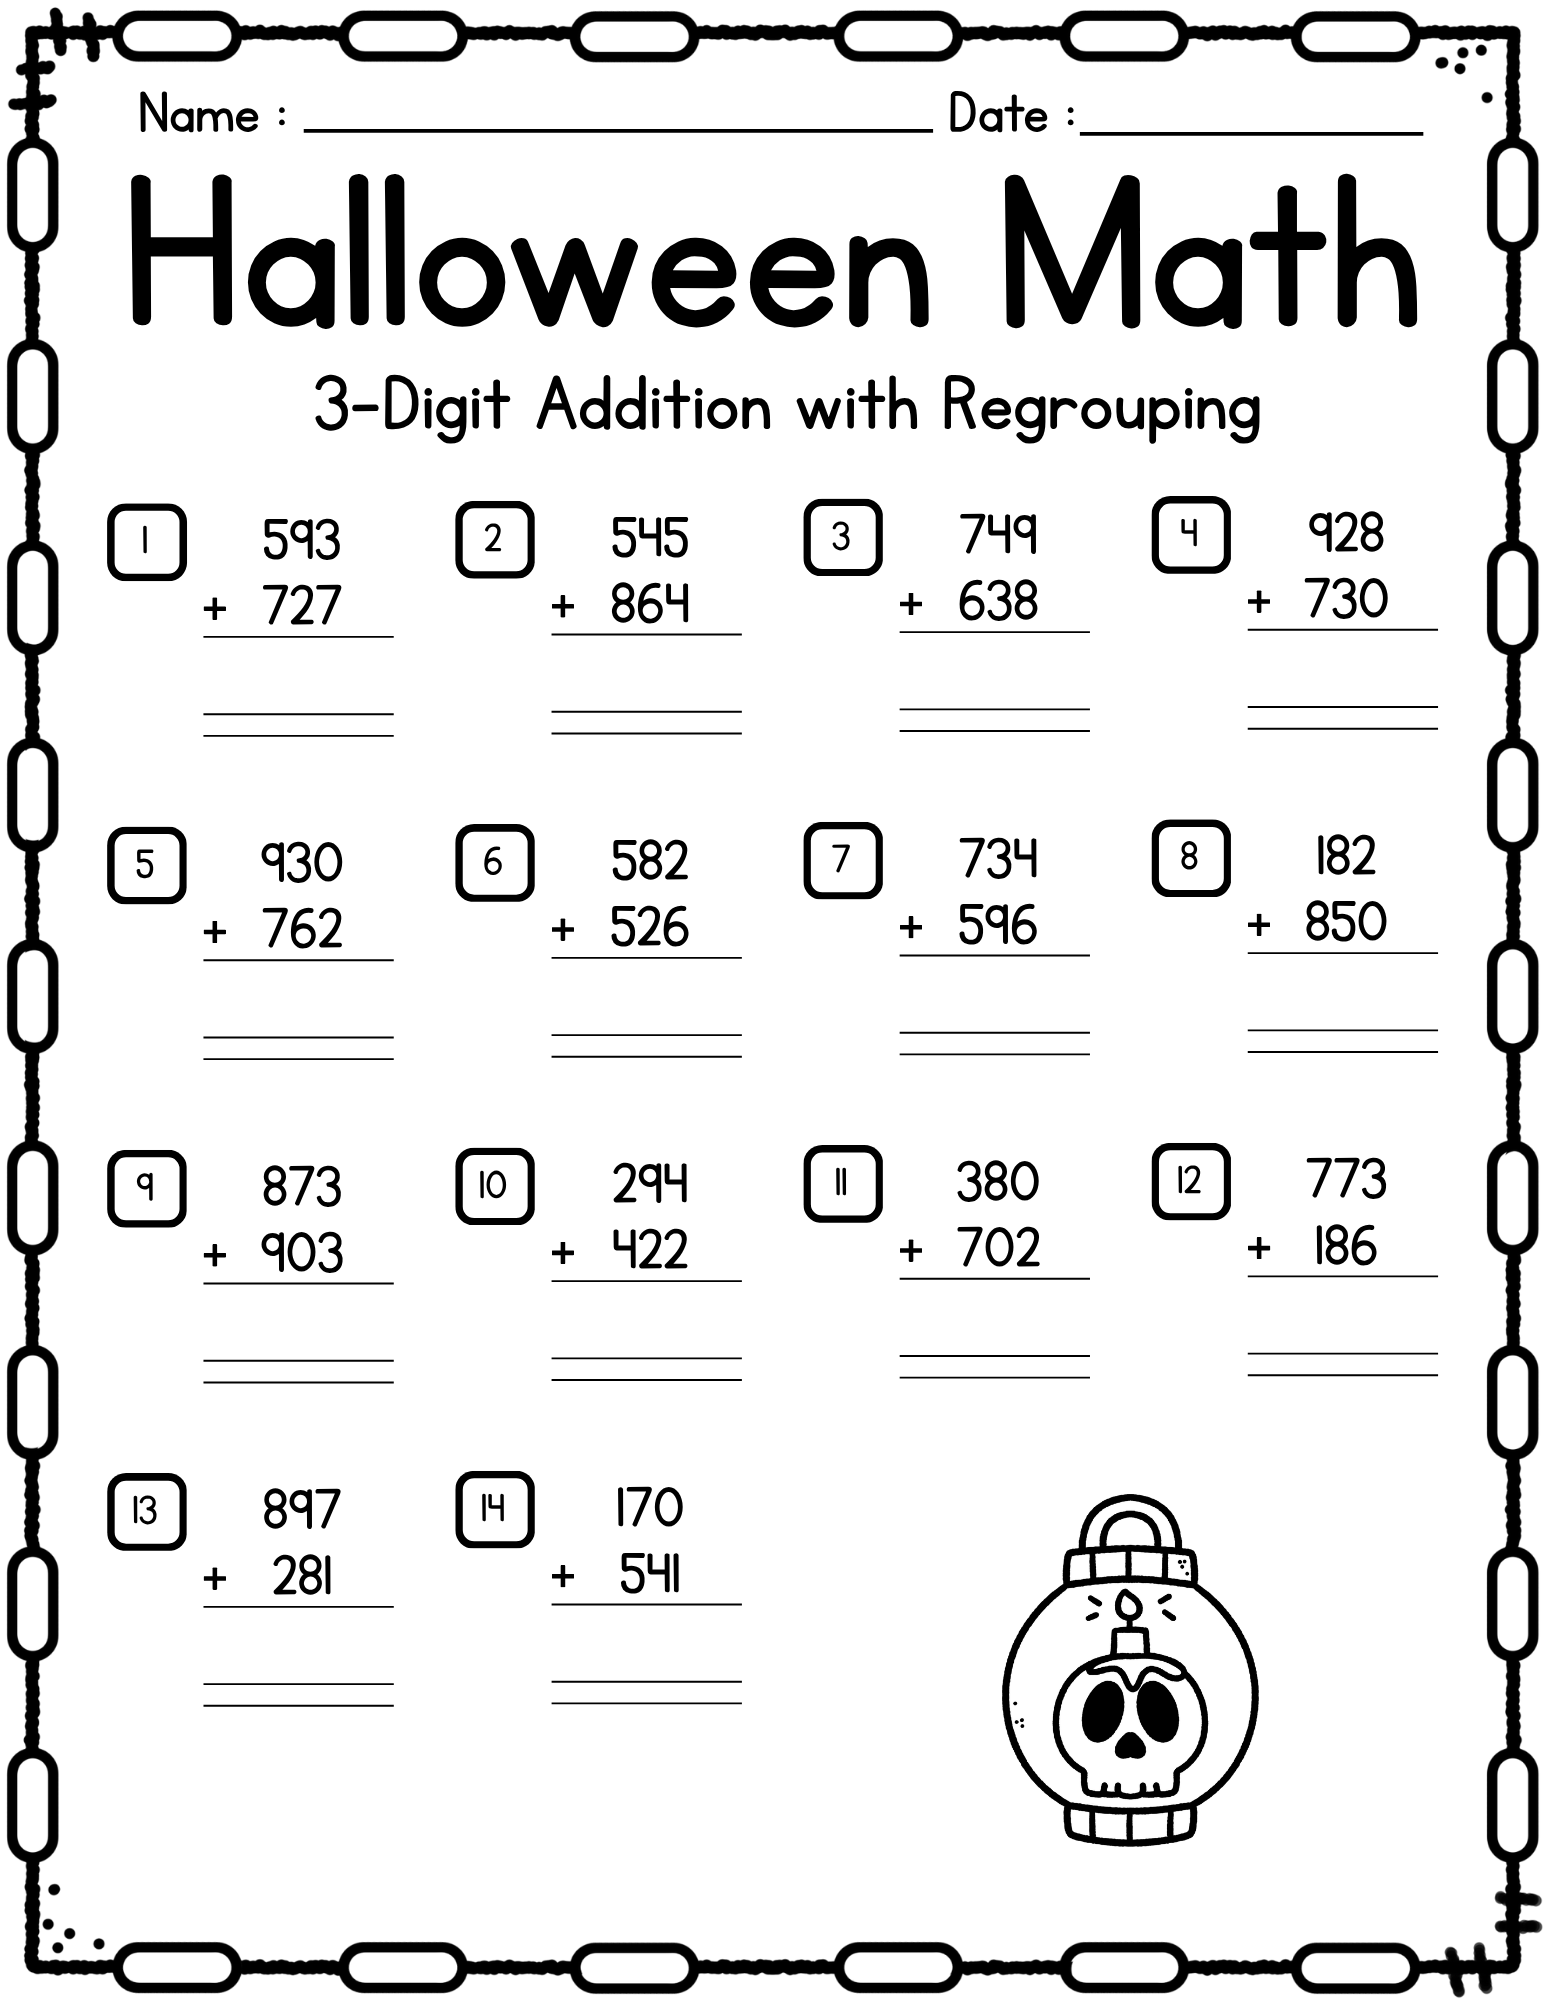 Name : Date :
Halloween Math
3-Digit Addition with Regrouping
1 593 2 545 3 749 4 928
+ 727 + 864 + 638 + 730
5 930 6 582 7 734 8 182
+ 762 + 526 + 596 + 850
9 873 10 294 11 380 12 773
+ 903 + 422 + 702 + 186
13 897 14 170
+ 281 + 541